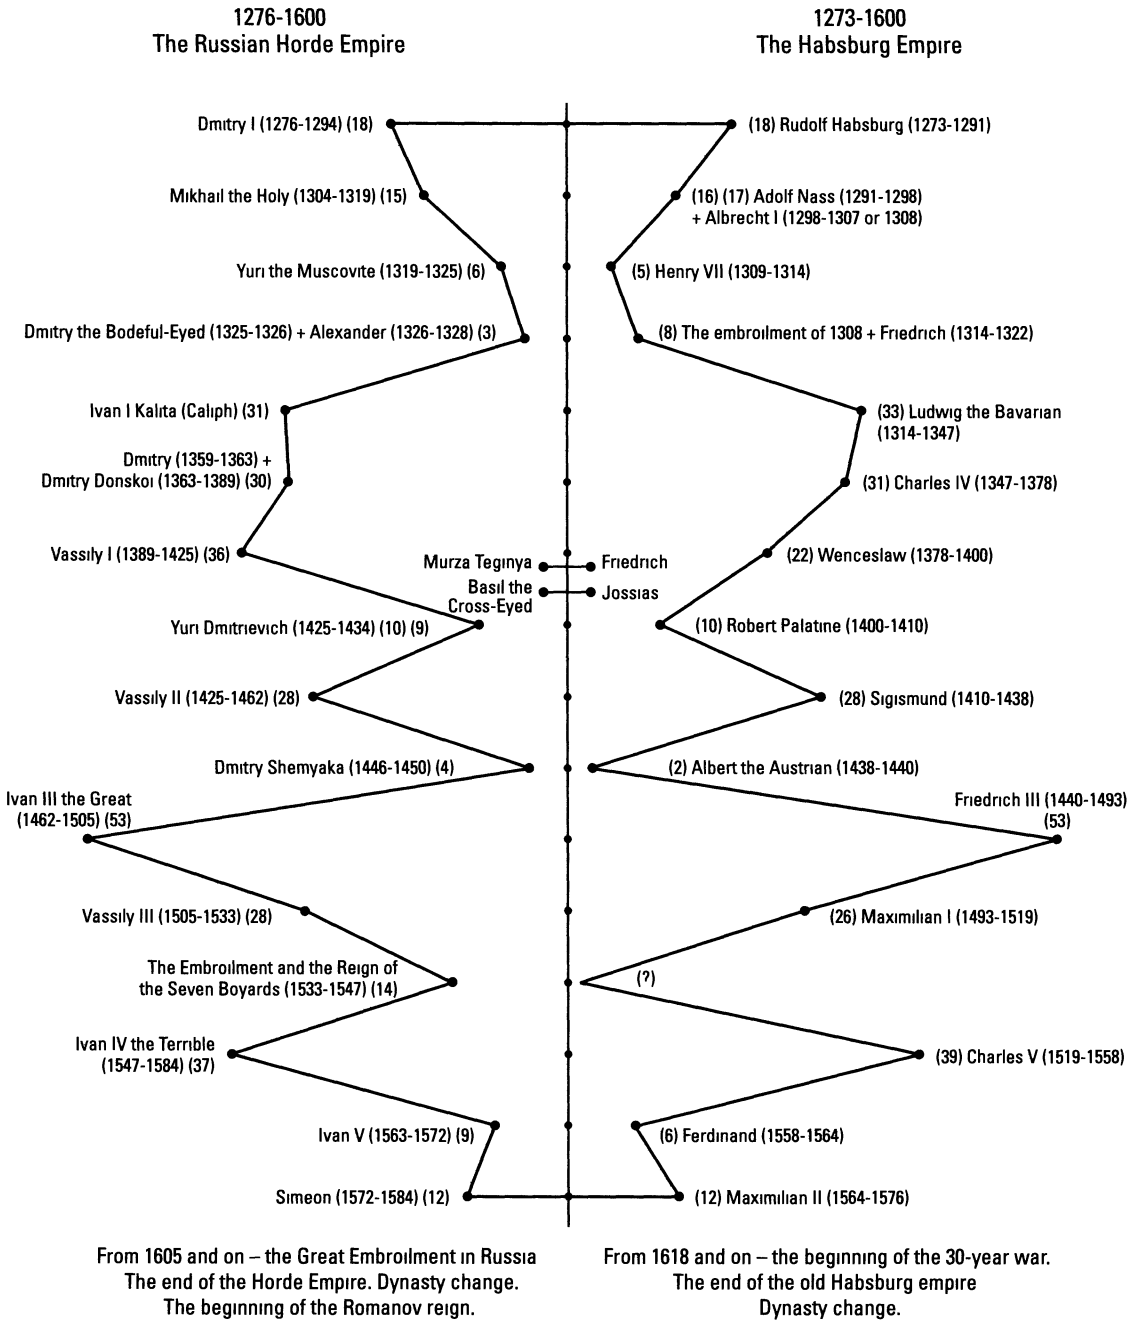 1276-1600
The Russian Horde Empire
1273-1600
The Habsburg Empire
Dmitry I (1276-1294) (18)
(18) Rudolf Habsburg (1273-1291)
Mikhail the Holy (1304-1319) (15)
(16) (17) Adolf Nass (1291-1298)
+ Albrecht I (1298-1307 or 1308)
Yuri the Muscovite (1319-1325) (6)
(5) Henry VII (1309-1314)
Dmitry the Bodeful-Eyed (1325-1326) + Alexander (1326-1328) (3)
(8) The embroilment of 1308 + Friedrich (1314-1322)
Ivan I Kalita (Caliph) (31)
(33) Ludwig the Bavarian
(1314-1347)
Dmitry (1359-1363) +
Dmitry Donskoi (1363-1389) (30)
(31) Charles IV (1347-1378)
Vassily I (1389-1425) (36)
(22) Wenceslaw (1378-1400)
Murza Teginya
Friedrich
Basil the
Cross-Eyed
Jossias
Yuri Dmitrievich (1425-1434) (10) (9)
(10) Robert Palatine (1400-1410)
Vassily II (1425-1462) (28)
(28) Sigismund (1410-1438)
Dmitry Shemyaka (1446-1450) (4)
(2) Albert the Austrian (1438-1440)
Ivan III the Great
(1462-1505) (53)
Friedrich III (1440-1493)
(53)
Vassily III (1505-1533) (28)
(26) Maximilian I (1493-1519)
The Embroilment and the Reign of
the Seven Boyards (1533-1547) (14)
(?)
Ivan IV the Terrible
(1547-1584) (37)
(39) Charles V (1519-1558)
Ivan V (1563-1572) (9)
(6) Ferdinand (1558-1564)
Simeon (1572-1584) (12)
(12) Maximilian II (1564-1576)
From 1605 and on – the Great Embroilment in Russia
The end of the Horde Empire. Dynasty change.
The beginning of the Romanov reign.
From 1618 and on – the beginning of the 30-year war.
The end of the old Habsburg empire
Dynasty change.